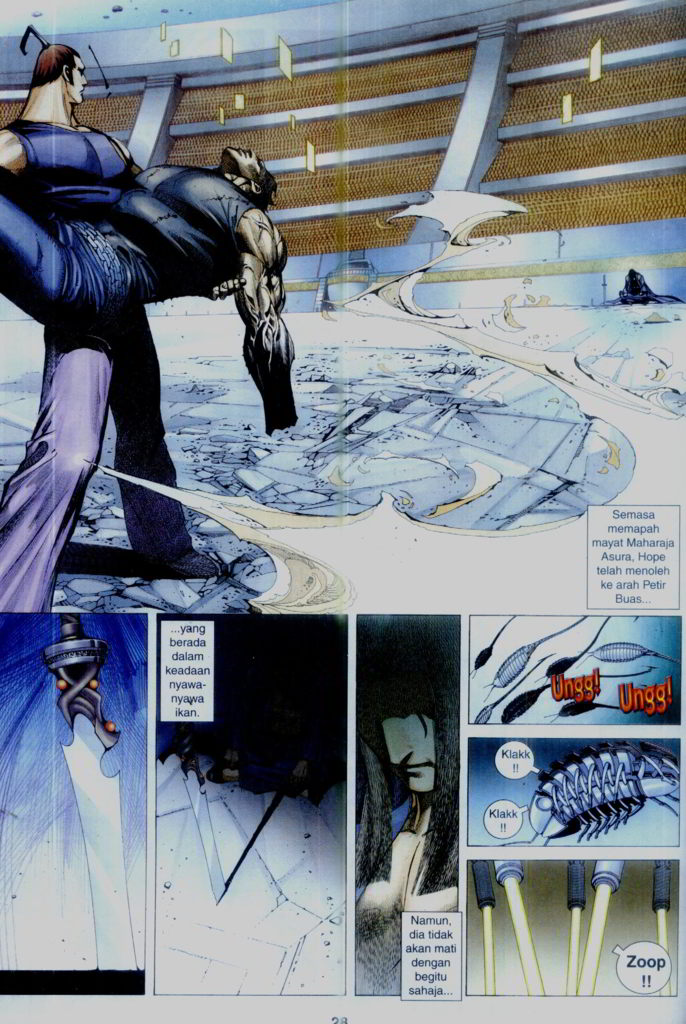 Semasa
memapah
mayat Maharaja
Asura, Hope
telah menoleh
ke arah Petir
Buas...
...yang
berada
dalam
keadaan
nyawa-
nyawa
ikan.
Namun,
dia tidak
akan mati
dengan
begitu
sahaja...
Ungg!
Ungg!
Klakk
!!
Klakk
!!
Zoop
!!
28